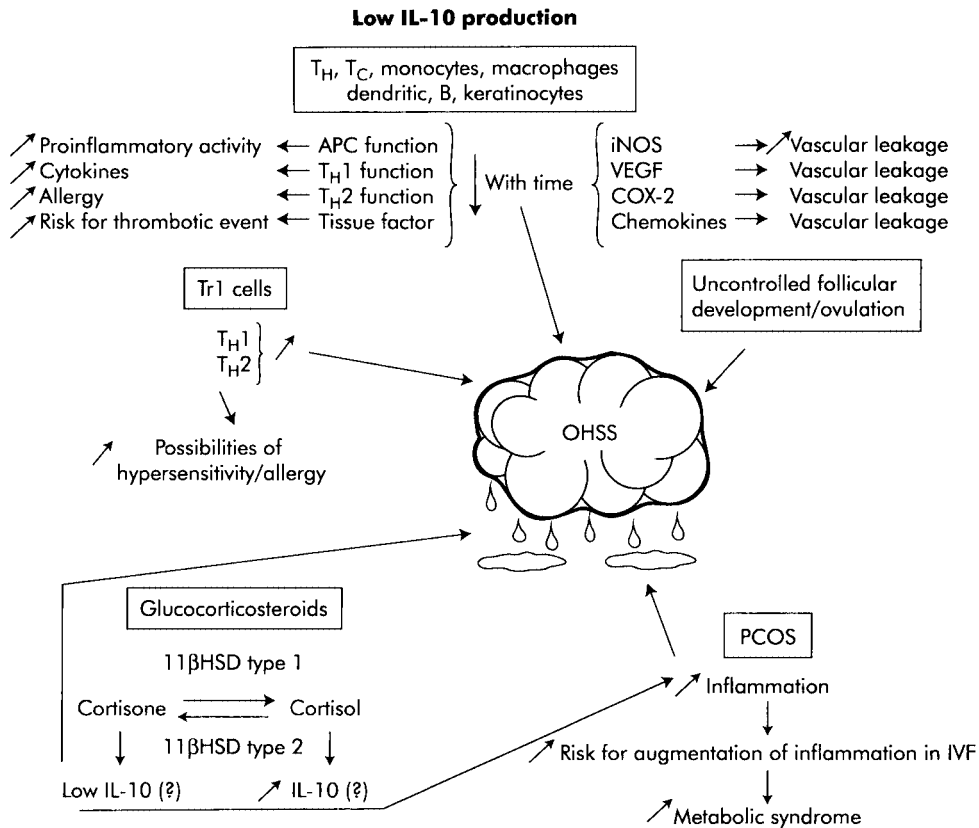 Low IL-10 production
TH, TC, monocytes, macrophages
dendritic, B, keratinocytes
Proinflammatory activity APC function
Cytokines TH1 function
Allergy TH2 function
Risk for thrombotic event Tissue factor
With time
iNOS Vascular leakage
VEGF Vascular leakage
COX-2 Vascular leakage
Chemokines Vascular leakage
Tr1 cells
TH1
TH2
Possibilities of
hypersensitivity/allergy
Uncontrolled follicular
development/ovulation
OHSS
Glucocorticosteroids
11βHSD type 1
Cortisone Cortisol
11βHSD type 2
Low IL-10 (?) IL-10 (?)
PCOS
Inflammation
Risk for augmentation of inflammation in IVF
Metabolic syndrome